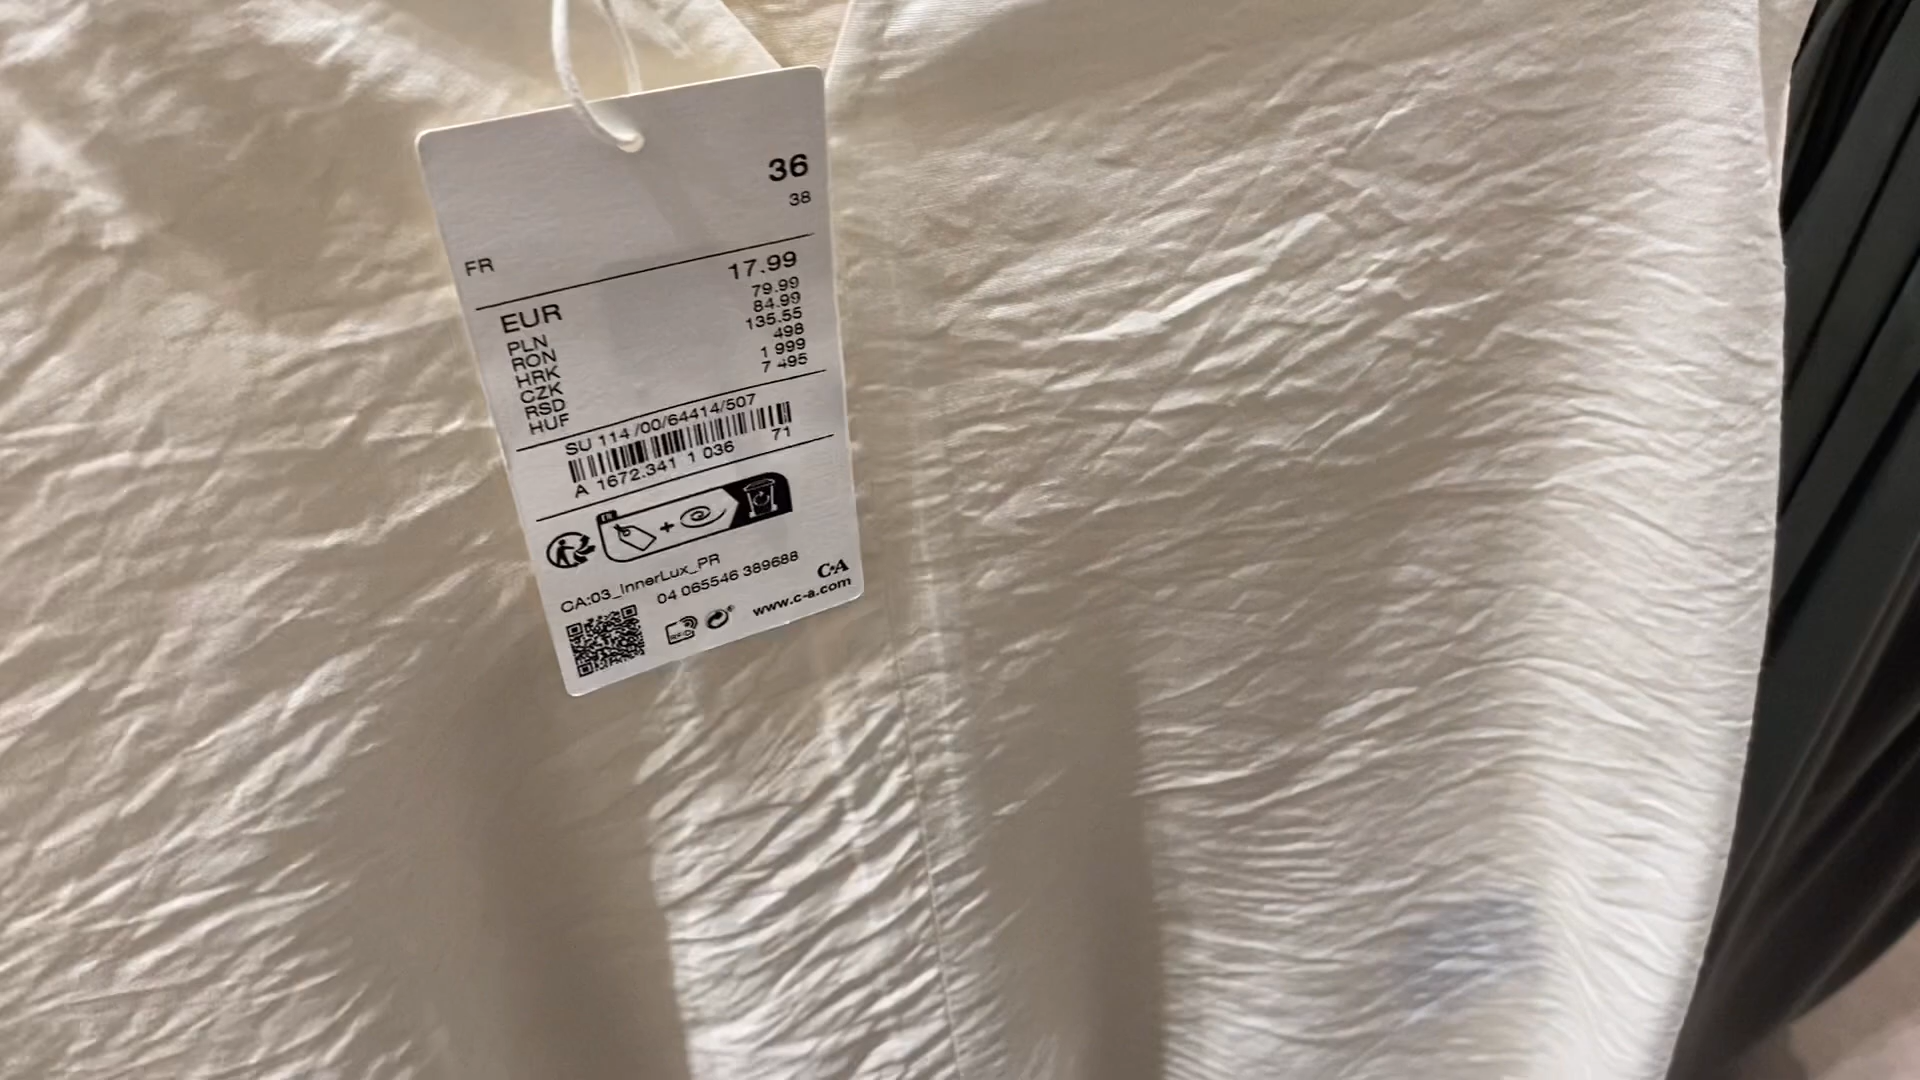 36
FR 38
EUR 17.99
PLN 79.99
RON 84.99
HRK 135.55
CZK 498
RSD 1 999
HUF 7 495
SU 114 /00/64414/507
A 1672.341 1 036 71
FR
+
CA:03_InnerLux_PR
04 065546 389688
C&A
RFID
www.c-a.com